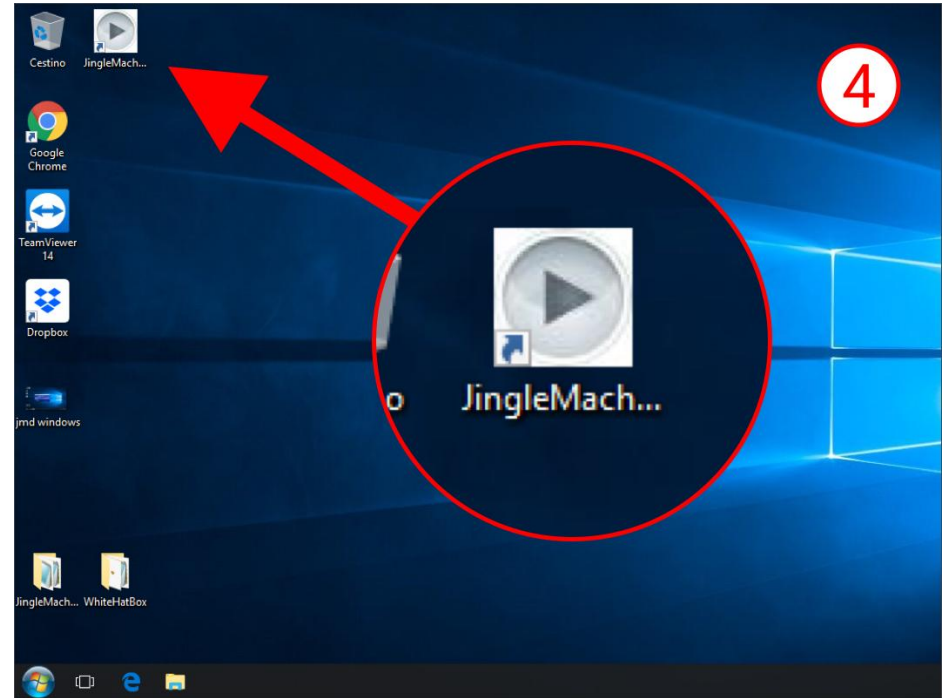 Cestino
JingleMach...
4
Google
Chrome
TeamViewer
14
Dropbox
o
JingleMach...
jmd windows
JingleMach...
WhiteHatBox